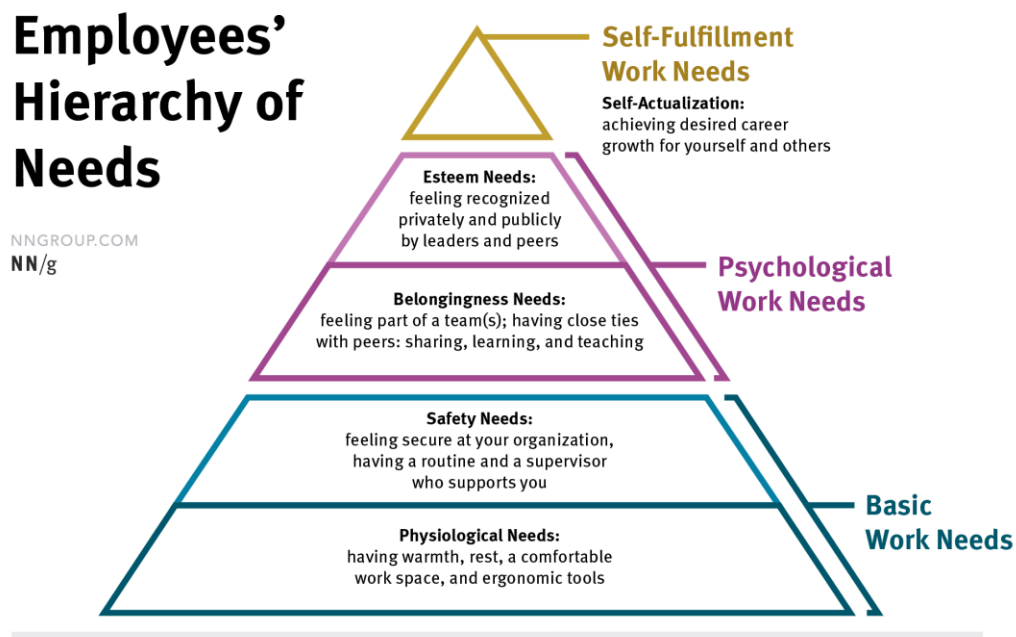 Employees’
Hierarchy of
Needs
NNGROUP.COM
NN/g
Self-Fulfillment
Work Needs
Self-Actualization:
achieving desired career
growth for yourself and others
Esteem Needs:
feeling recognized
privately and publicly
by leaders and peers
Belongingness Needs:
feeling part of a team(s); having close ties
with peers: sharing, learning, and teaching
Psychological
Work Needs
Safety Needs:
feeling secure at your organization,
having a routine and a supervisor
who supports you
Physiological Needs:
having warmth, rest, a comfortable
work space, and ergonomic tools
Basic
Work Needs